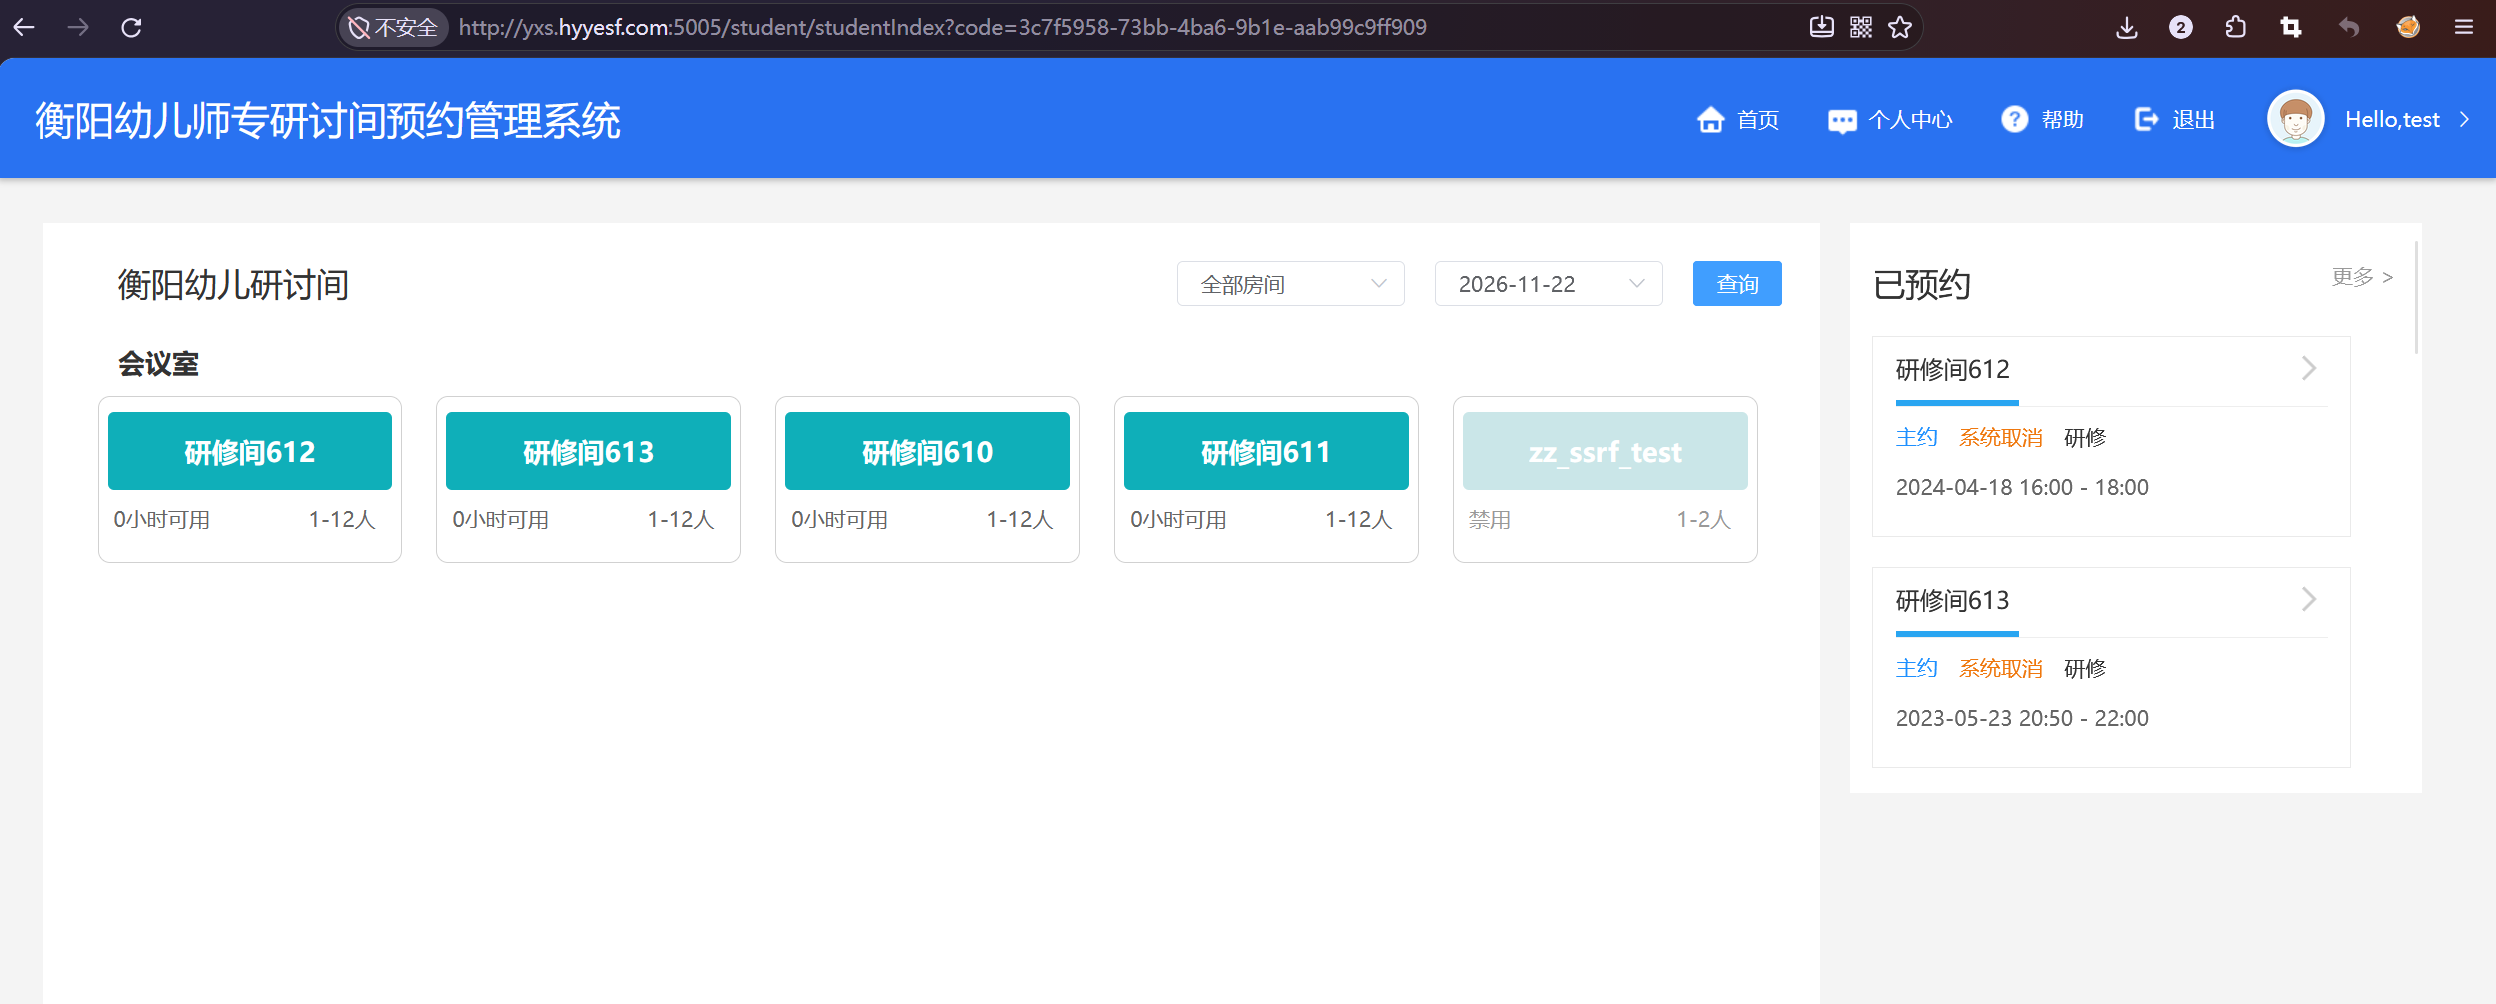 不安全 http://yxs.hyyesf.com:5005/student/studentIndex?code=3c7f5958-73bb-4ba6-9b1e-aab99c9ff909
2
衡阳幼儿师专研讨间预约管理系统
首页 个人中心 帮助 退出 Hello,test >
衡阳幼儿研讨间
全部房间 2026-11-22 查询
会议室
研修间612
0小时可用 1-12人
研修间613
0小时可用 1-12人
研修间610
0小时可用 1-12人
研修间611
0小时可用 1-12人
zz_ssrf_test
禁用 1-2人
已预约 更多 >
研修间612
主约 系统取消 研修
2024-04-18 16:00 - 18:00
研修间613
主约 系统取消 研修
2023-05-23 20:50 - 22:00